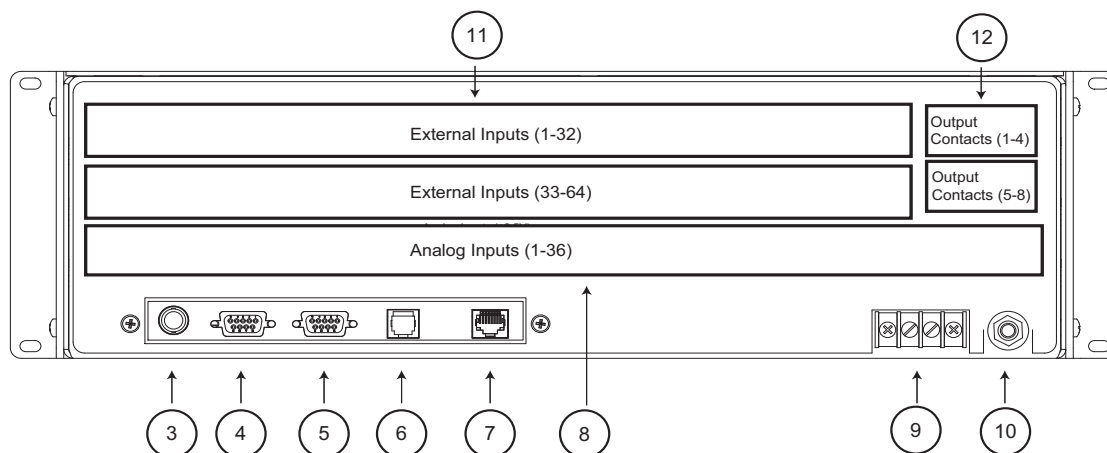 11
12
External Inputs (1-32)
Output
Contacts (1-4)
External Inputs (33-64)
Output
Contacts (5-8)
Analog Inputs (1-36)
3
4
5
6
7
8
9
10